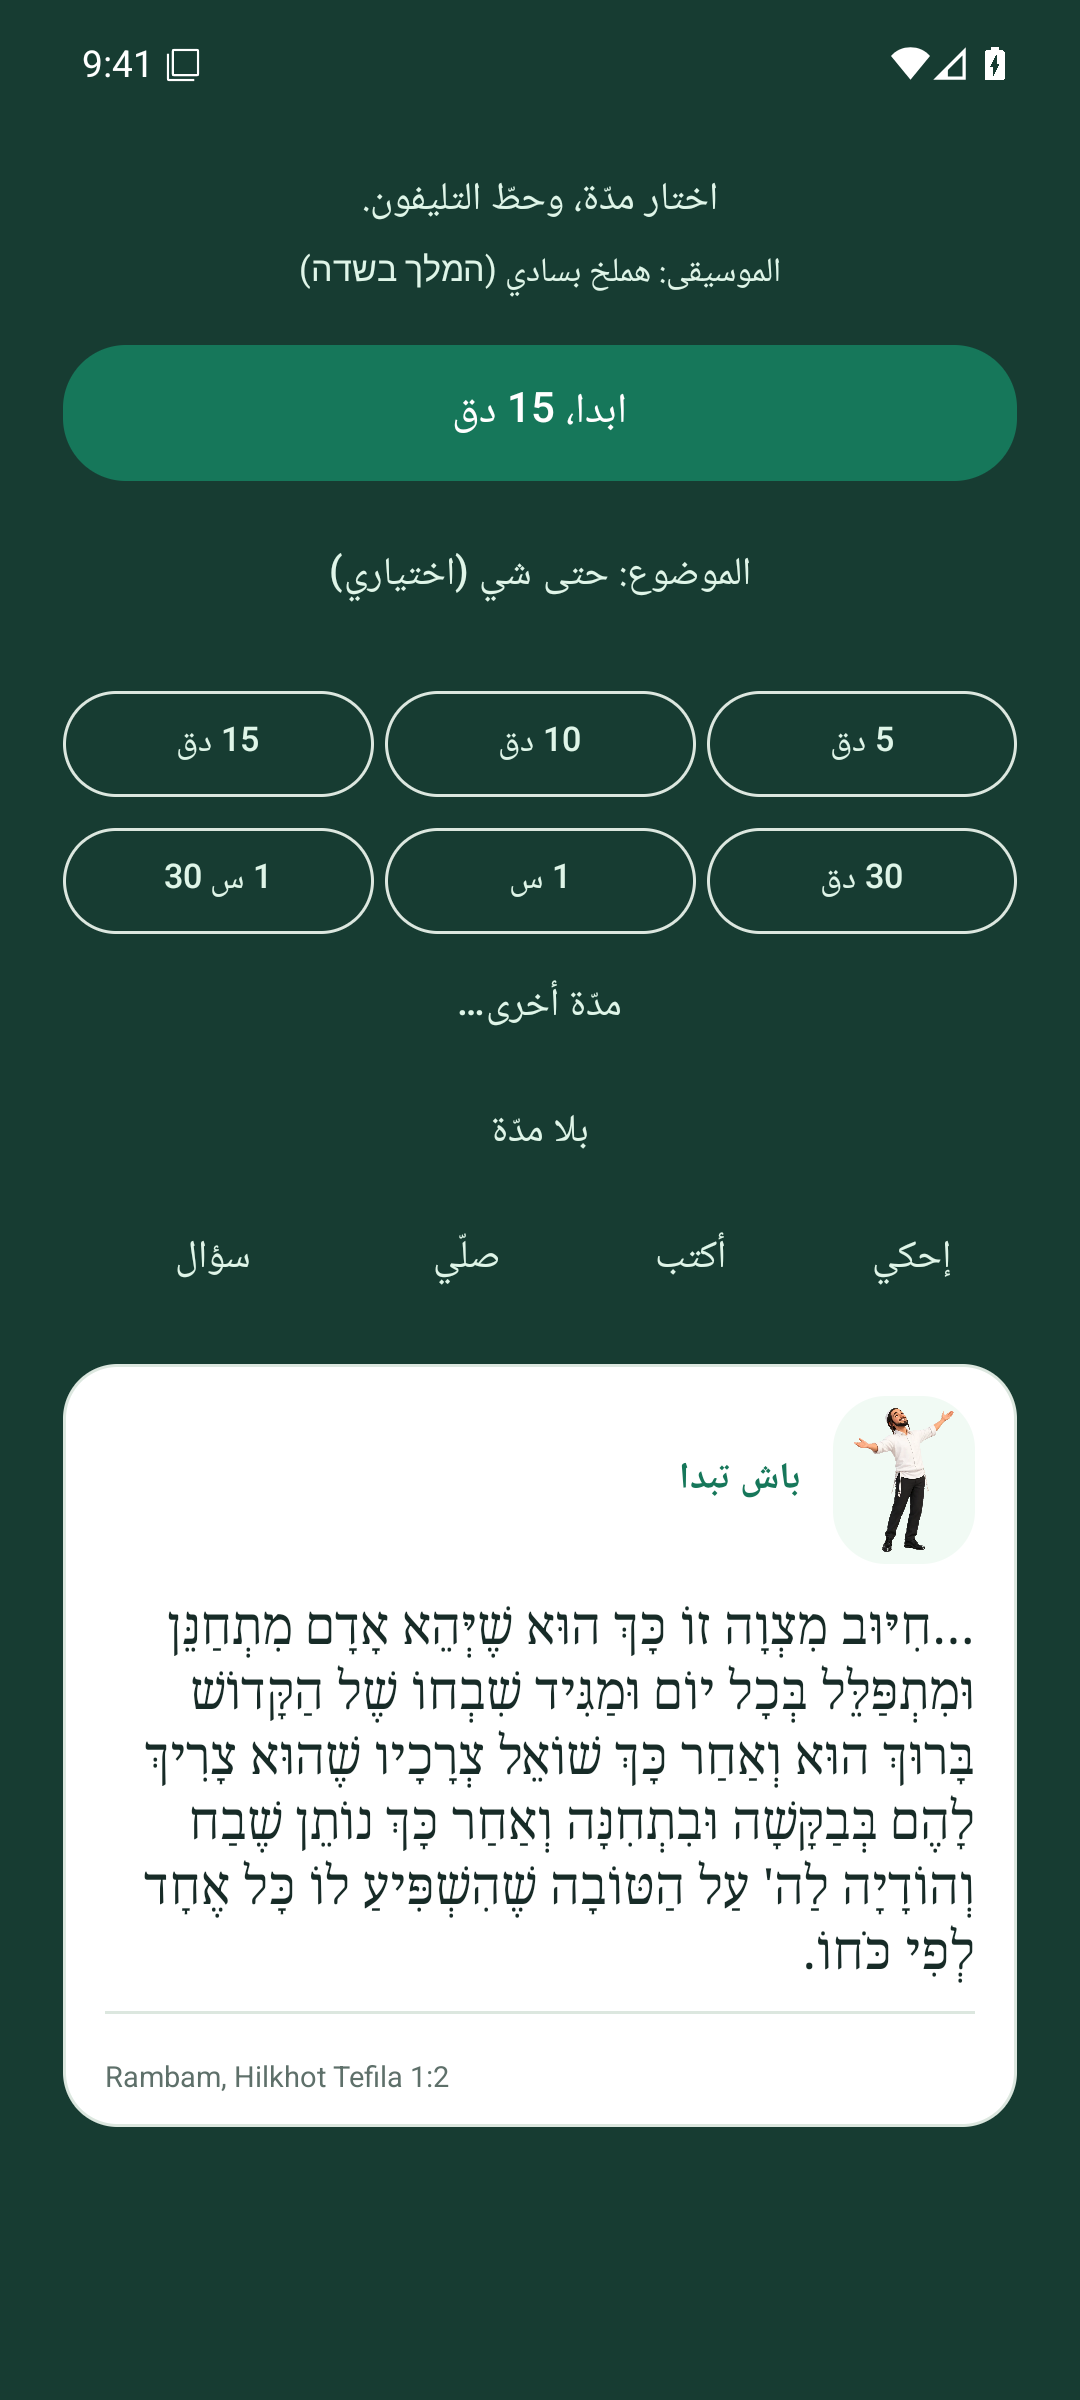 9:41
اختار مدّة، وحطّ التليفون.
الموسيقى: هملخ بسادي (המלך בשדה)
ابدا، 15 دق
الموضوع: حتى شي (اختياري)
5 دق
10 دق
15 دق
30 دق
1 س
1 س 30
مدّة أخرى...
بلا مدّة
إحكي
أكتب
صلّي
سؤال
باش تبدا
...חִיּוּב מִצְוָה זוֹ כָּךְ הוּא שֶׁיְּהֵא אָדָם מִתְחַנֵּן
וּמִתְפַּלֵּל בְּכָל יוֹם וּמַגִּיד שִׁבְחוֹ שֶׁל הַקָּדוֹשׁ
בָּרוּךְ הוּא וְאַחַר כָּךְ שׁוֹאֵל צְרָכָיו שֶׁהוּא צָרִיךְ
לָהֶם בְּבַקָּשָׁה וּבִתְחִנָּה וְאַחַר כָּךְ נוֹתֵן שֶׁבַח
וְהוֹדָיָה לַה' עַל הַטּוֹבָה שֶׁהִשְׁפִּיעַ לוֹ כָּל אֶחָד
לְפִי כֹּחוֹ.
Rambam, Hilkhot Tefila 1:2